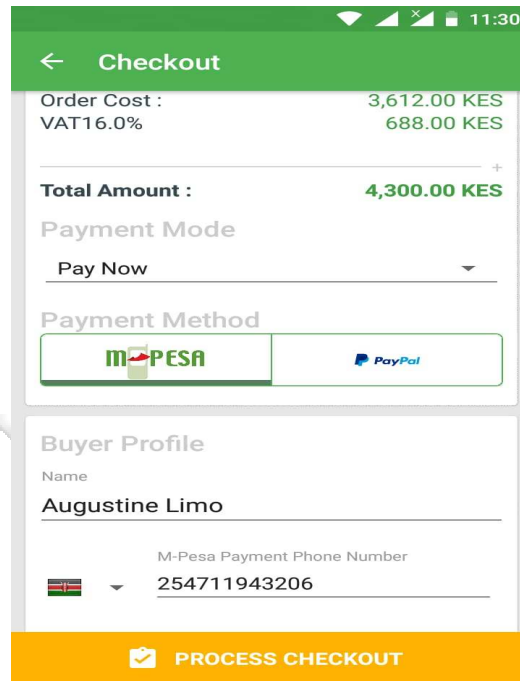 11:30
Checkout
Order Cost : 3,612.00 KES
VAT16.0% 688.00 KES
+
Total Amount : 4,300.00 KES
Payment Mode
Pay Now
Payment Method
M-PESA PayPal
Buyer Profile
Name
Augustine Limo
M-Pesa Payment Phone Number
254711943206
PROCESS CHECKOUT